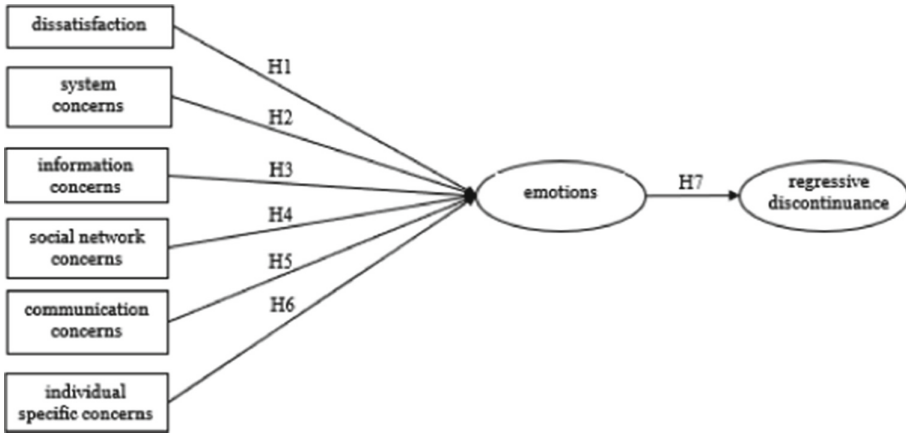 dissatisfaction
H1
system
concerns
H2
information
concerns
H3
social network
concerns
H4
communication
concerns
H5
individual
specific concerns
H6
emotions
H7
regressive
discontinuance